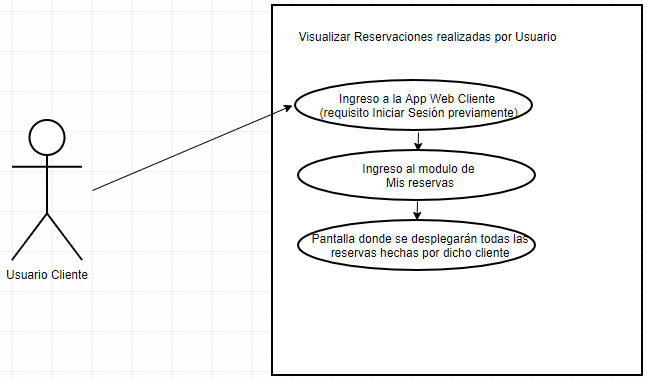 Visualizar Reservaciones realizadas por Usuario
Ingreso a la App Web Cliente
(requisito Iniciar Sesión previamente)
Ingreso al modulo de
Mis reservas
Pantalla donde se desplegarán todas las
reservas hechas por dicho cliente
Usuario Cliente